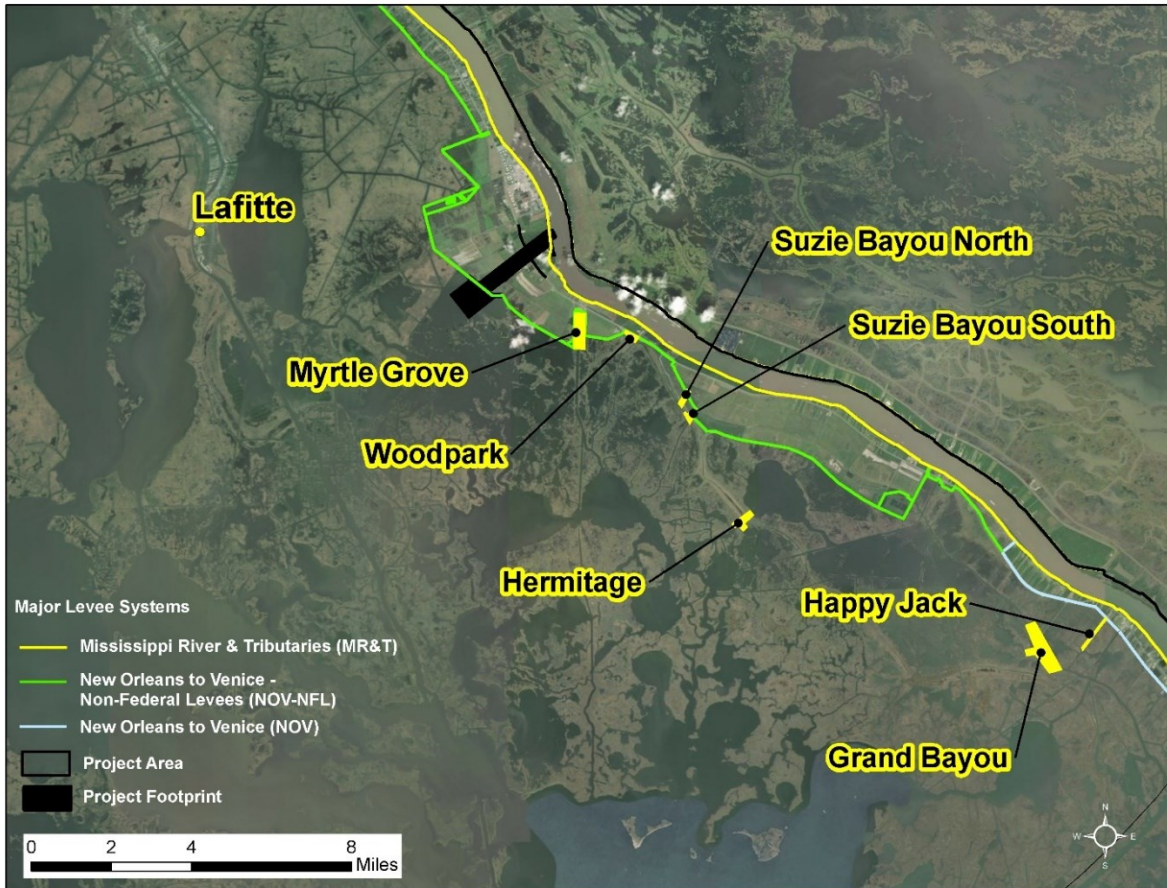 Lafitte
Suzie Bayou North
Suzie Bayou South
Myrtle Grove
Woodpark
Hermitage
Happy Jack
Grand Bayou
Major Levee Systems
Mississippi River & Tributaries (MR&T)
New Orleans to Venice -
Non-Federal Levees (NOV-NFL)
New Orleans to Venice (NOV)
Project Area
Project Footprint
0 2 4 8
Miles
N
W E
S